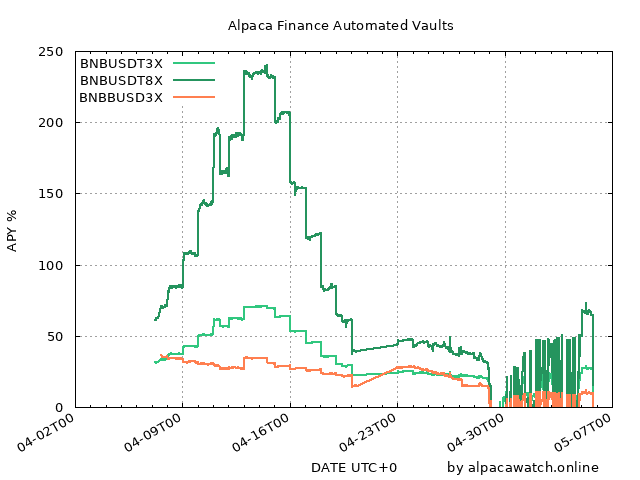 Alpaca Finance Automated Vaults
250
200
150
100
50
0
APY %
BNBUSDT3X
BNBUSDT8X
BNBBUSD3X
04-02T00
04-09T00
04-16T00
04-23T00
04-30T00
05-07T00
DATE UTC+0
by alpacawatch.online